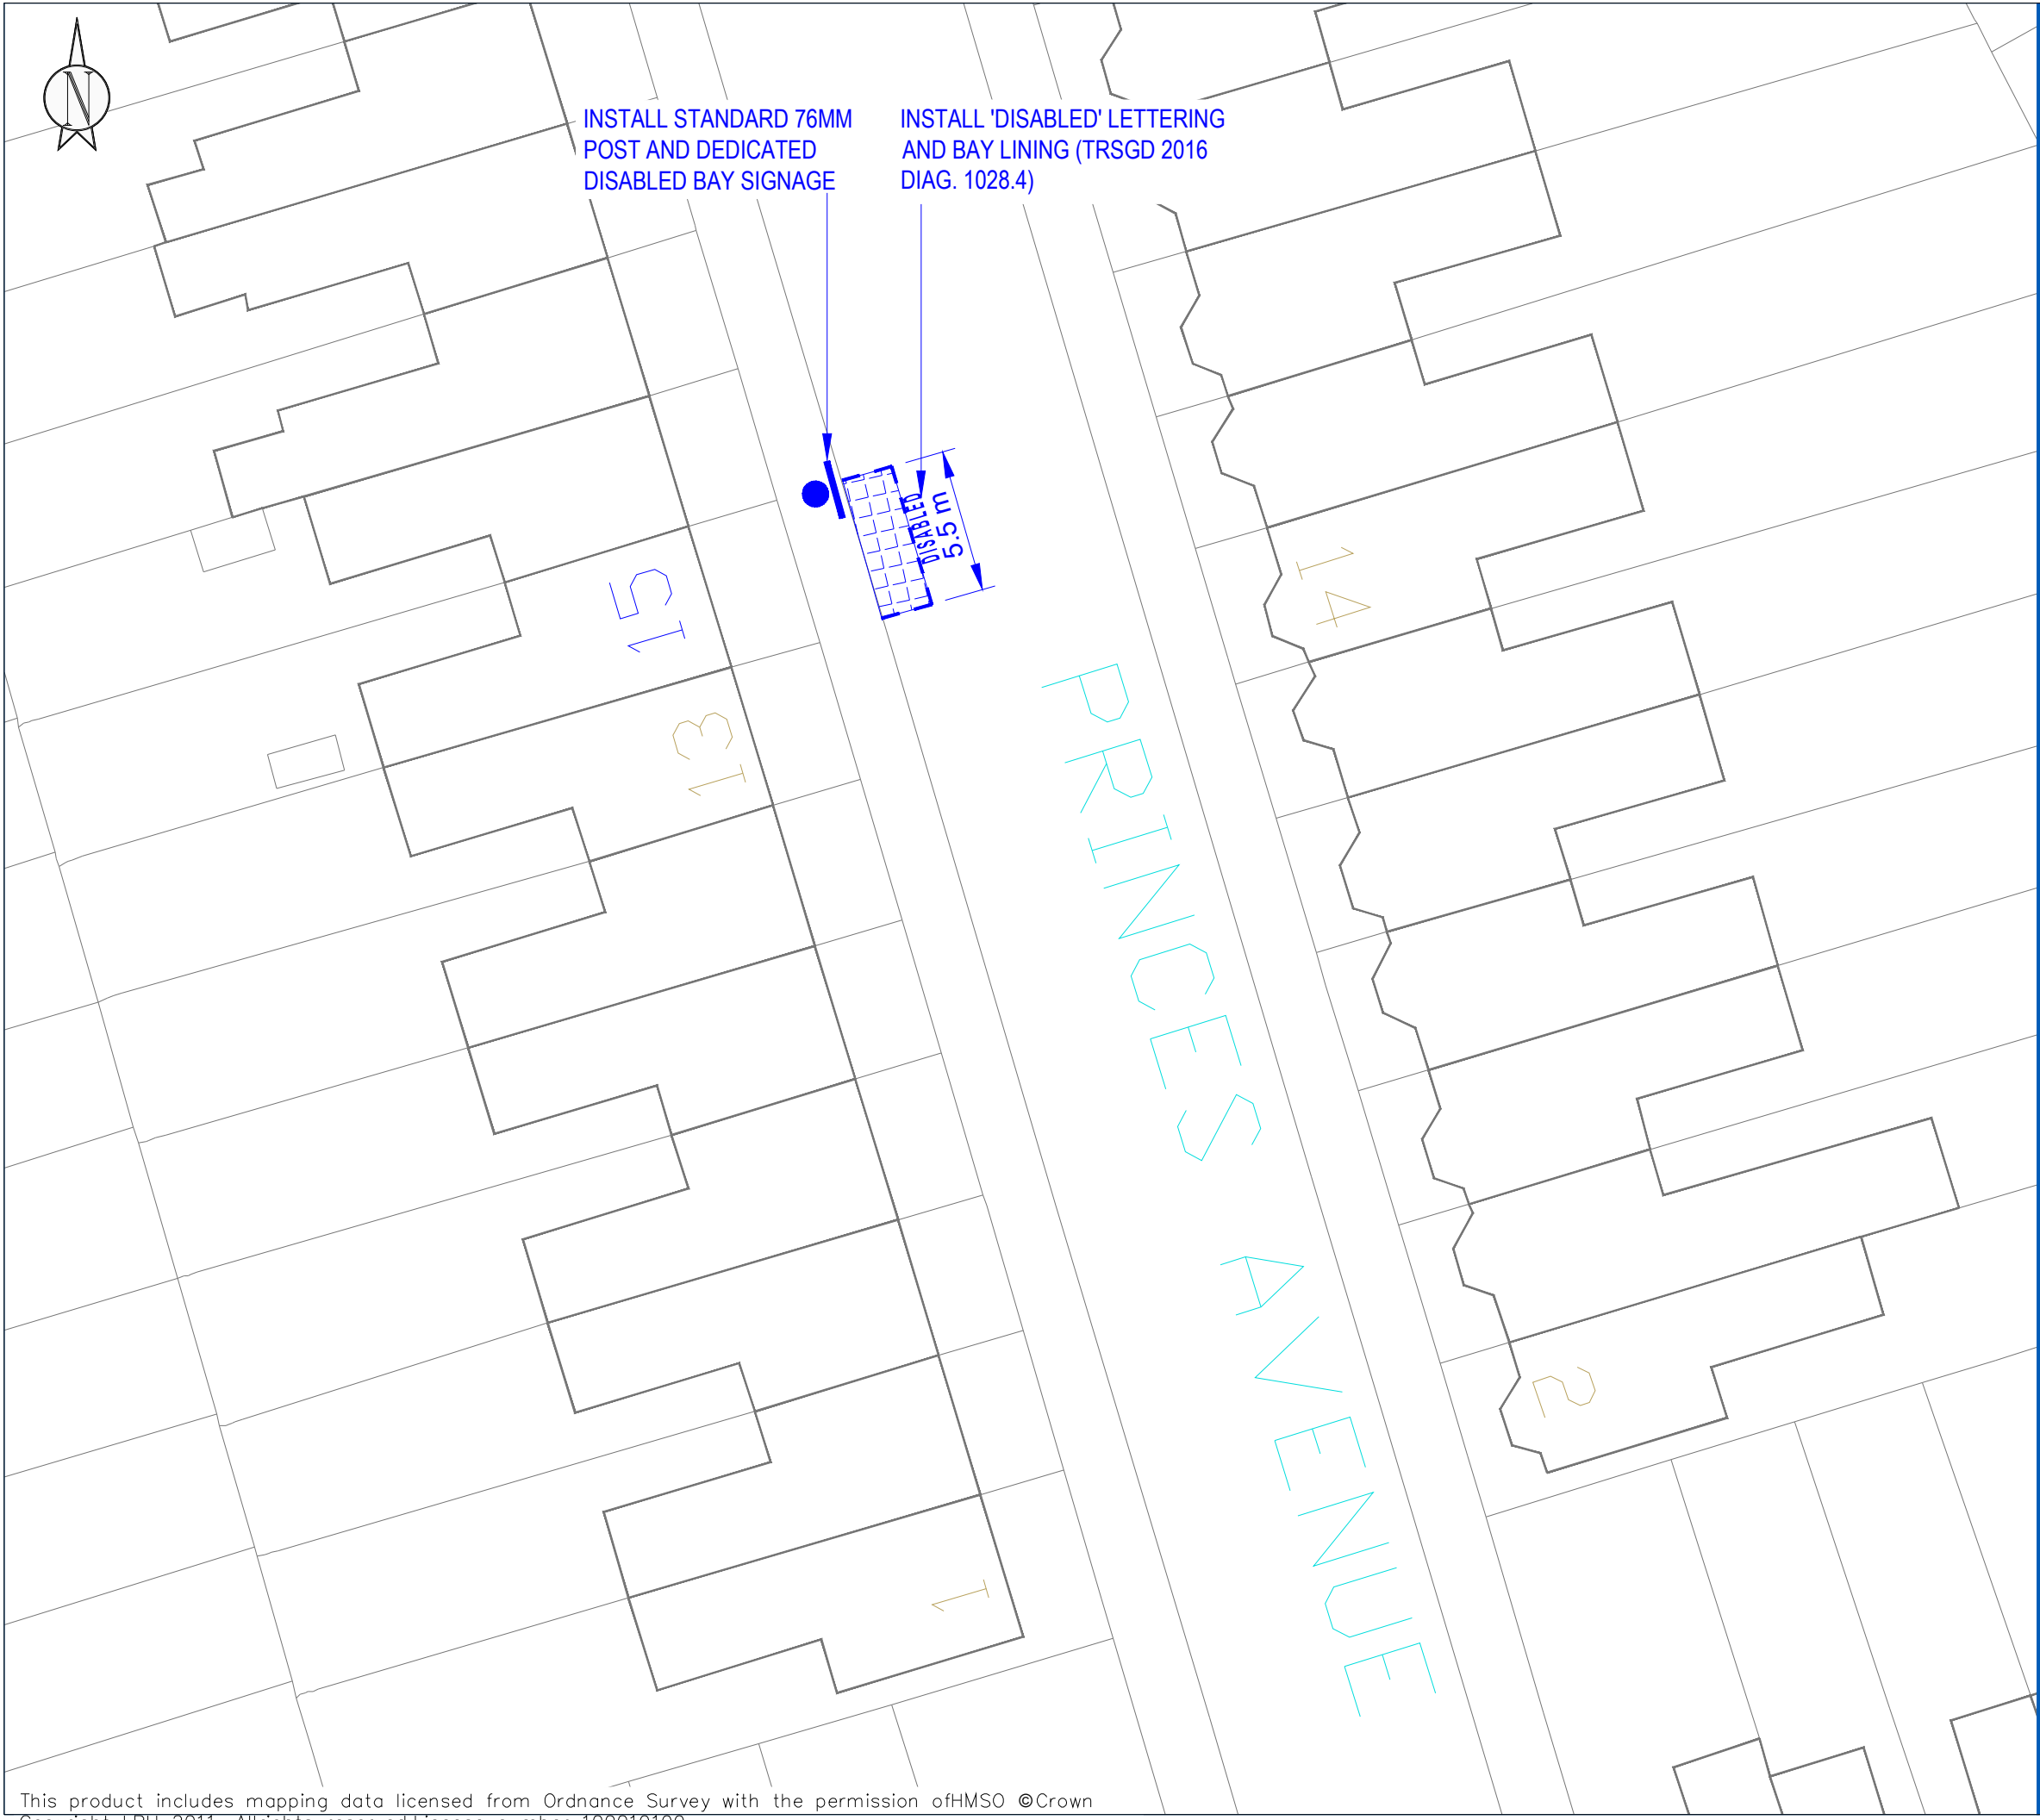 N
INSTALL STANDARD 76MM
POST AND DEDICATED
DISABLED BAY SIGNAGE
INSTALL 'DISABLED' LETTERING
AND BAY LINING (TRSGD 2016
DIAG. 1028.4)
DISABLED
5.5 m
15
13
14
PRINCES AVENUE
2
1
This product includes mapping data licensed from Ordnance Survey with the permission ofHMSO ©Crown